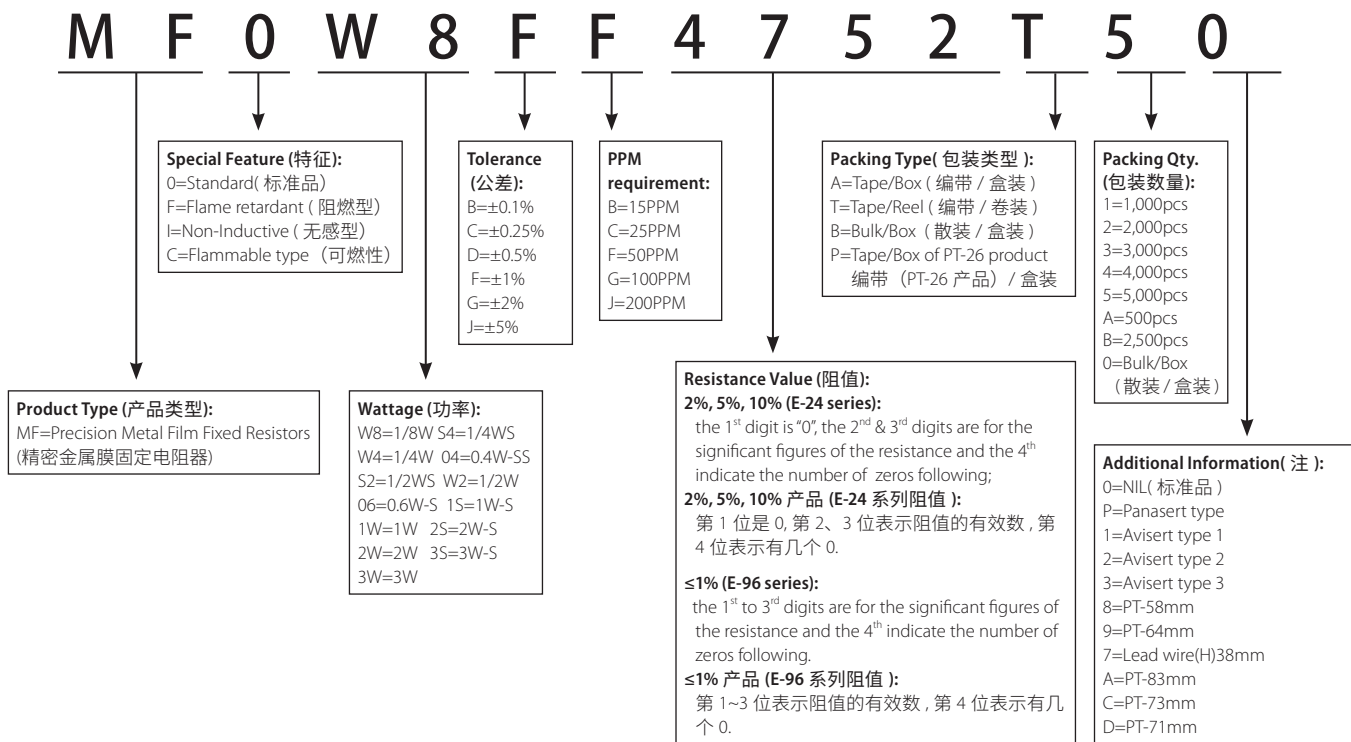 M F 0 W 8 F F 4 7 5 2 T 5 0
Special Feature (特征):
0=Standard( 标准品)
F=Flame retardant ( 阻燃型)
I=Non-Inductive ( 无感型)
C=Flammable type（可燃性）
Tolerance
(公差):
B=±0.1%
C=±0.25%
D=±0.5%
F=±1%
G=±2%
J=±5%
PPM
requirement:
B=15PPM
C=25PPM
F=50PPM
G=100PPM
J=200PPM
Packing Type( 包装类型 ):
A=Tape/Box ( 编带 / 盒装 )
T=Tape/Reel ( 编带 / 卷装 )
B=Bulk/Box （散装 / 盒装 )
P=Tape/Box of PT-26 product
编带（PT-26 产品）/ 盒装
Packing Qty.
(包装数量):
1=1,000pcs
2=2,000pcs
3=3,000pcs
4=4,000pcs
5=5,000pcs
A=500pcs
B=2,500pcs
0=Bulk/Box
（散装 / 盒装 )
Product Type (产品类型):
MF=Precision Metal Film Fixed Resistors
(精密金属膜固定电阻器)
Wattage (功率):
W8=1/8W S4=1/4WS
W4=1/4W 04=0.4W-SS
S2=1/2WS W2=1/2W
06=0.6W-S 1S=1W-S
1W=1W 2S=2W-S
2W=2W 3S=3W-S
3W=3W
Resistance Value (阻值):
2%, 5%, 10% (E-24 series):
the 1st digit is “0”, the 2nd & 3rd digits are for the
significant figures of the resistance and the 4th
indicate the number of zeros following;
2%, 5%, 10% 产品 (E-24 系列阻值 ):
第 1 位是 0, 第 2、3 位表示阻值的有效数 , 第
4 位表示有几个 0.
≤1% (E-96 series):
the 1st to 3rd digits are for the significant figures of
the resistance and the 4th indicate the number of
zeros following.
≤1% 产品 (E-96 系列阻值 ):
第 1~3 位表示阻值的有效数 , 第 4 位表示有几
个 0.
Additional Information( 注 ):
0=NIL( 标准品 )
P=Panasert type
1=Avisert type 1
2=Avisert type 2
3=Avisert type 3
8=PT-58mm
9=PT-64mm
7=Lead wire(H)38mm
A=PT-83mm
C=PT-73mm
D=PT-71mm